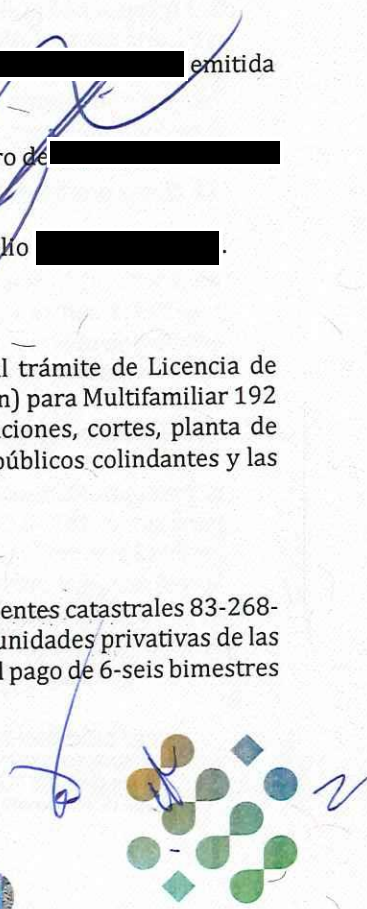 emitida
ro de
lio .
l trámite de Licencia de
n) para Multifamiliar 192
ciones, cortes, planta de
públicos colindantes y las
entes catastrales 83-268-
unidades privativas de las
l pago de 6-seis bimestres